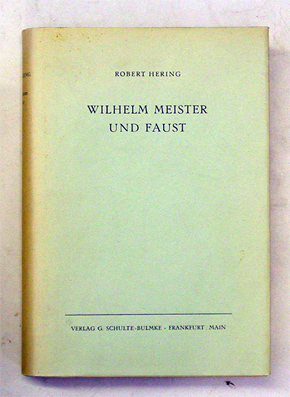 ROBERT HERING
WILHELM MEISTER
UND FAUST
VERLAG G. SCHULTE-BULMKE · FRANKFURT MAIN